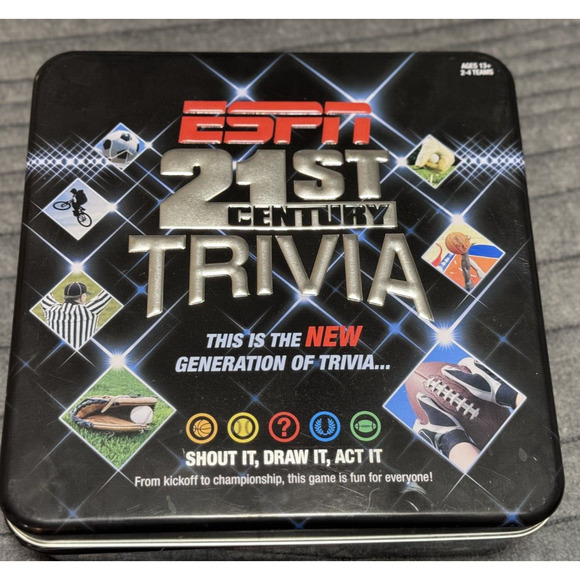 AGES 13+
2-4 TEAMS
ESPN
21ST
CENTURY
TRIVIA
THIS IS THE NEW
GENERATION OF TRIVIA...
?
SHOUT IT, DRAW IT, ACT IT
From kickoff to championship, this game is fun for everyone!